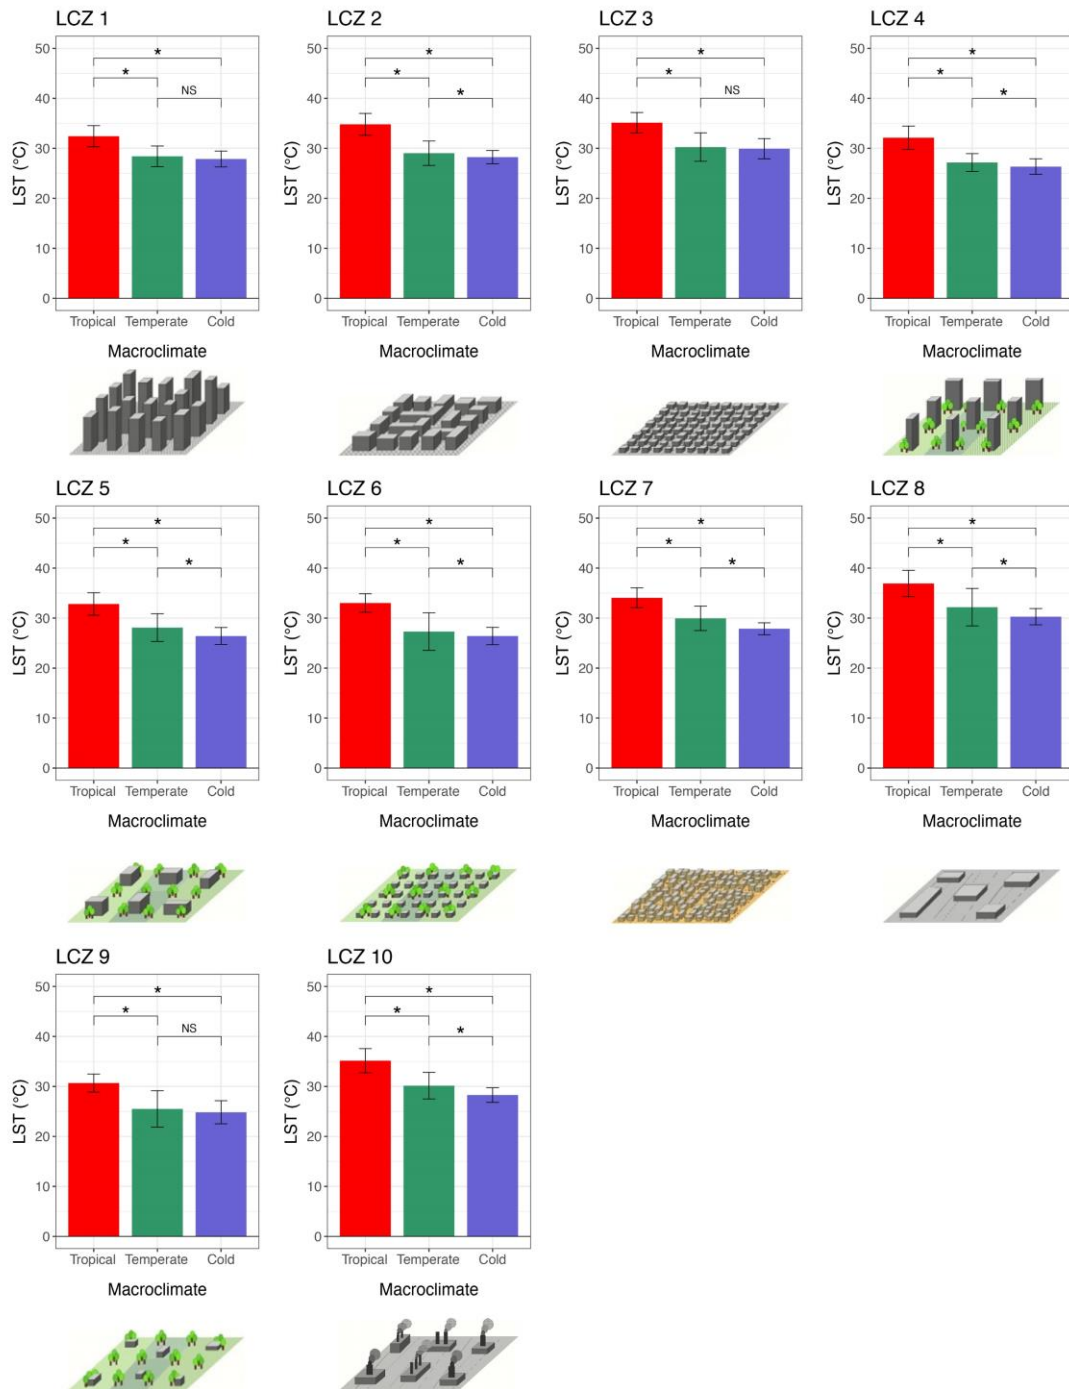 LCZ 1
LCZ 2
LCZ 3
LCZ 4
50
40
30
20
10
0
LST (°C)
*
*
NS
Tropical Temperate Cold
Macroclimate
50
40
30
20
10
0
LST (°C)
*
*
*
Tropical Temperate Cold
Macroclimate
50
40
30
20
10
0
LST (°C)
*
*
NS
Tropical Temperate Cold
Macroclimate
50
40
30
20
10
0
LST (°C)
*
*
*
Tropical Temperate Cold
Macroclimate
LCZ 5
LCZ 6
LCZ 7
LCZ 8
50
40
30
20
10
0
LST (°C)
*
*
*
Tropical Temperate Cold
Macroclimate
50
40
30
20
10
0
LST (°C)
*
*
*
Tropical Temperate Cold
Macroclimate
50
40
30
20
10
0
LST (°C)
*
*
*
Tropical Temperate Cold
Macroclimate
50
40
30
20
10
0
LST (°C)
*
*
*
Tropical Temperate Cold
Macroclimate
LCZ 9
LCZ 10
50
40
30
20
10
0
LST (°C)
*
*
NS
Tropical Temperate Cold
Macroclimate
50
40
30
20
10
0
LST (°C)
*
*
*
Tropical Temperate Cold
Macroclimate